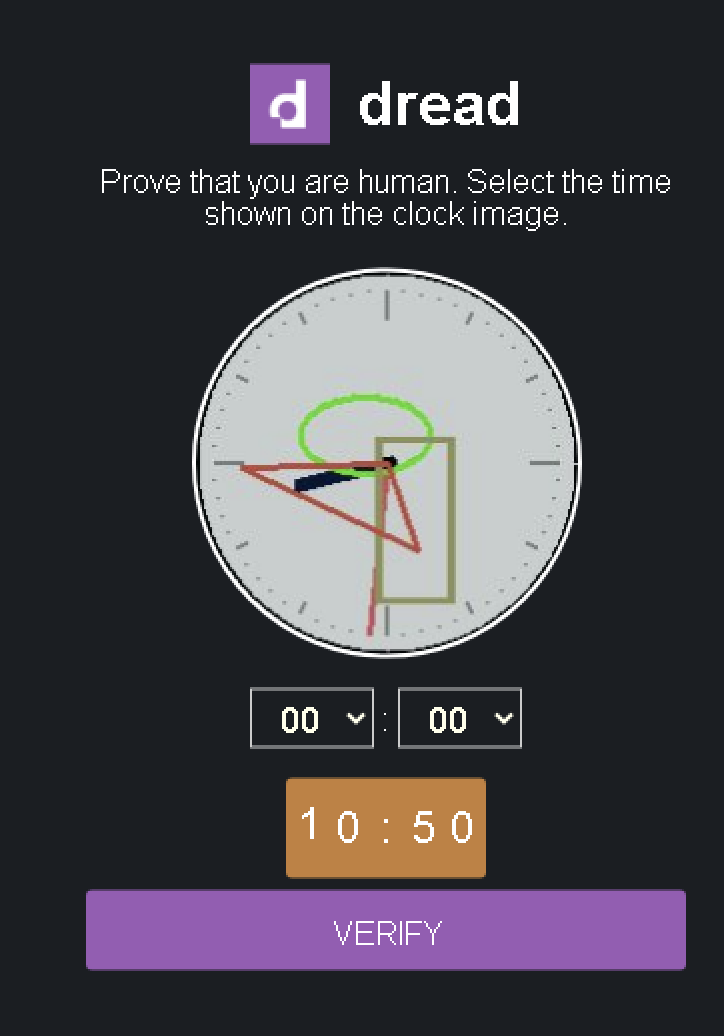 d dread
Prove that you are human. Select the time
shown on the clock image.
00 : 00
10:50
VERIFY